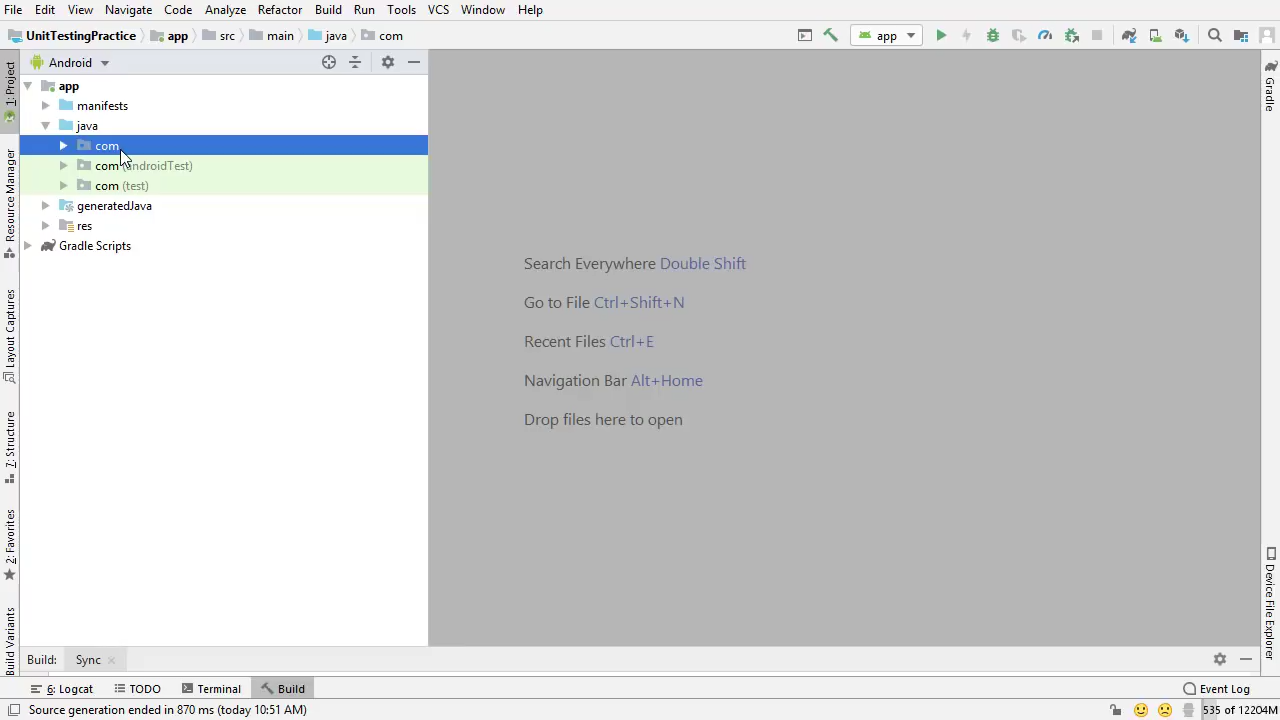 File Edit View Navigate Code Analyze Refactor Build Run Tools VCS Window Help
UnitTestingPractice app src main java com app
1: Project
Android
app
manifests
java
com
com (androidTest)
com (test)
generatedJava
res
Gradle Scripts
Resource Manager
Layout Captures
7: Structure
2: Favorites
Build Variants
Search Everywhere Double Shift
Go to File Ctrl+Shift+N
Recent Files Ctrl+E
Navigation Bar Alt+Home
Drop files here to open
Gradle
Device File Explorer
Build: Sync
6: Logcat TODO Terminal Build Event Log
Source generation ended in 870 ms (today 10:51 AM) 535 of 12204M